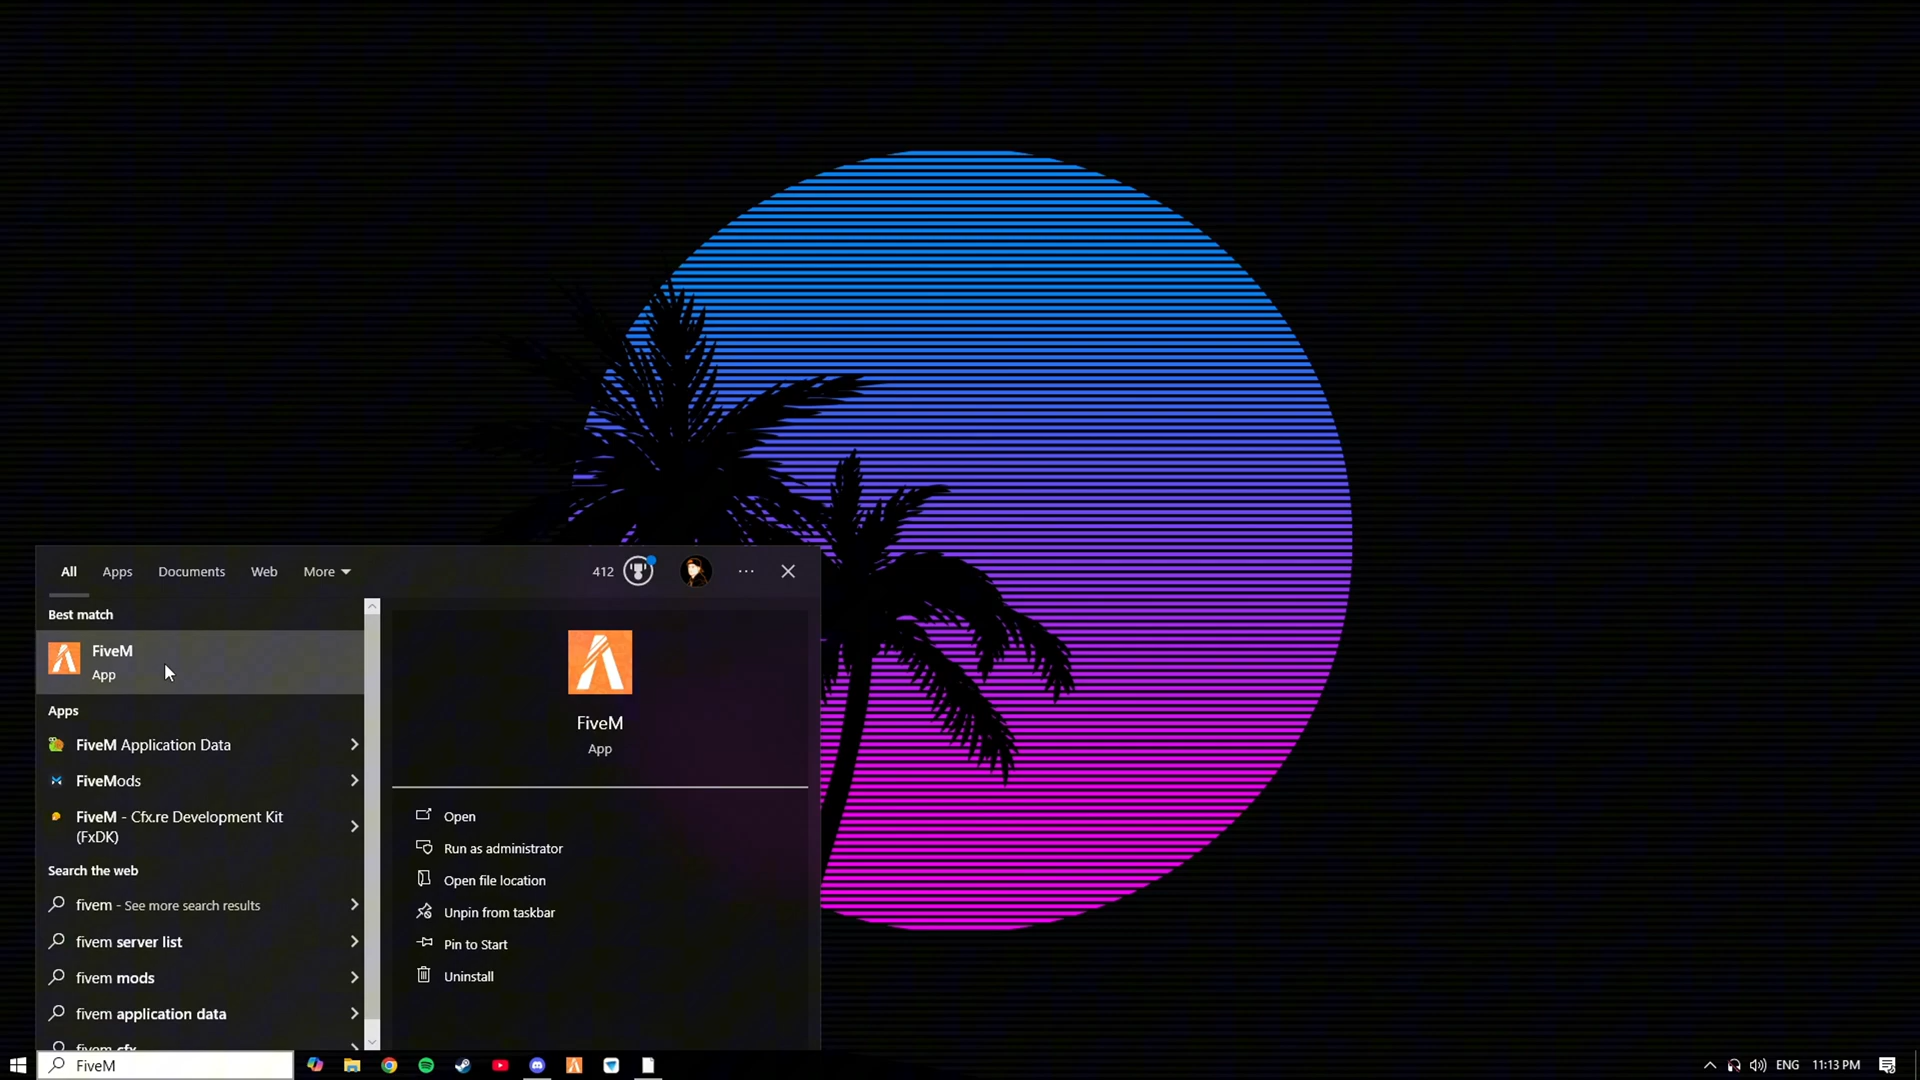 All Apps Documents Web More 412
Best match
FiveM
App
Apps
FiveM Application Data
FiveMods
FiveM - Cfx.re Development Kit
(FxDK)
Search the web
fivem - See more search results
fivem server list
fivem mods
fivem application data
fivem cfx
FiveM
App
Open
Run as administrator
Open file location
Unpin from taskbar
Pin to Start
Uninstall
FiveM
ENG 11:13 PM